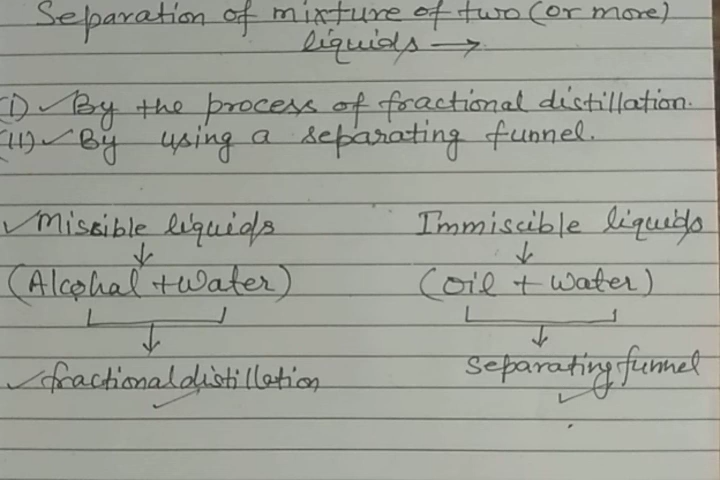 Separation of mixture of two (or more)
liquids →
(I) ✓ By the process of fractional distillation.
(II) ✓ By using a separating funnel.
✓ Missible liquids Immiscible liquids
↓ ↓
(Alcohal + Water) (Oil + Water)
↓ ↓
✓ fractional distillation Separating funnel